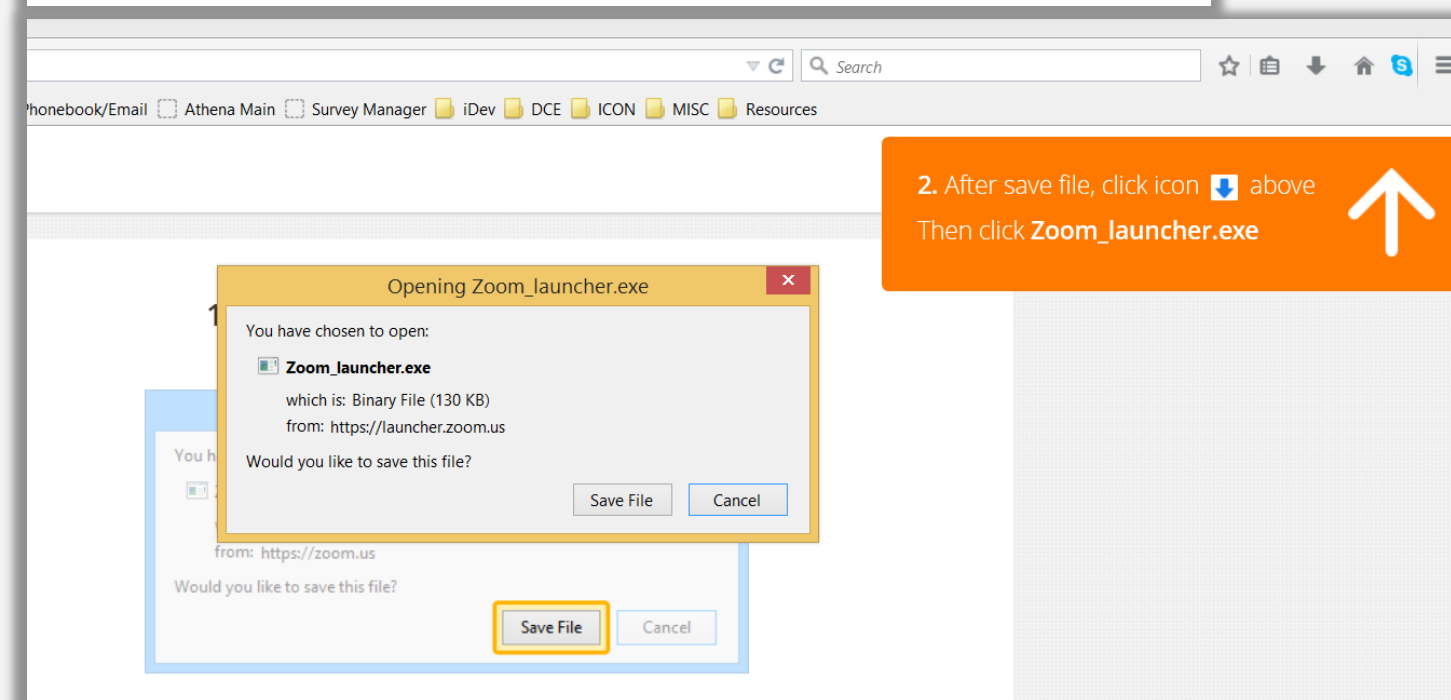 Search
Phonebook/Email Athena Main Survey Manager iDev DCE ICON MISC Resources
2. After save file, click icon above
Then click Zoom_launcher.exe
Opening Zoom_launcher.exe
1
You have chosen to open:
Zoom_launcher.exe
which is: Binary File (130 KB)
from: https://launcher.zoom.us
Would you like to save this file?
Save File Cancel
You h
from: https://zoom.us
Would you like to save this file?
Save File Cancel